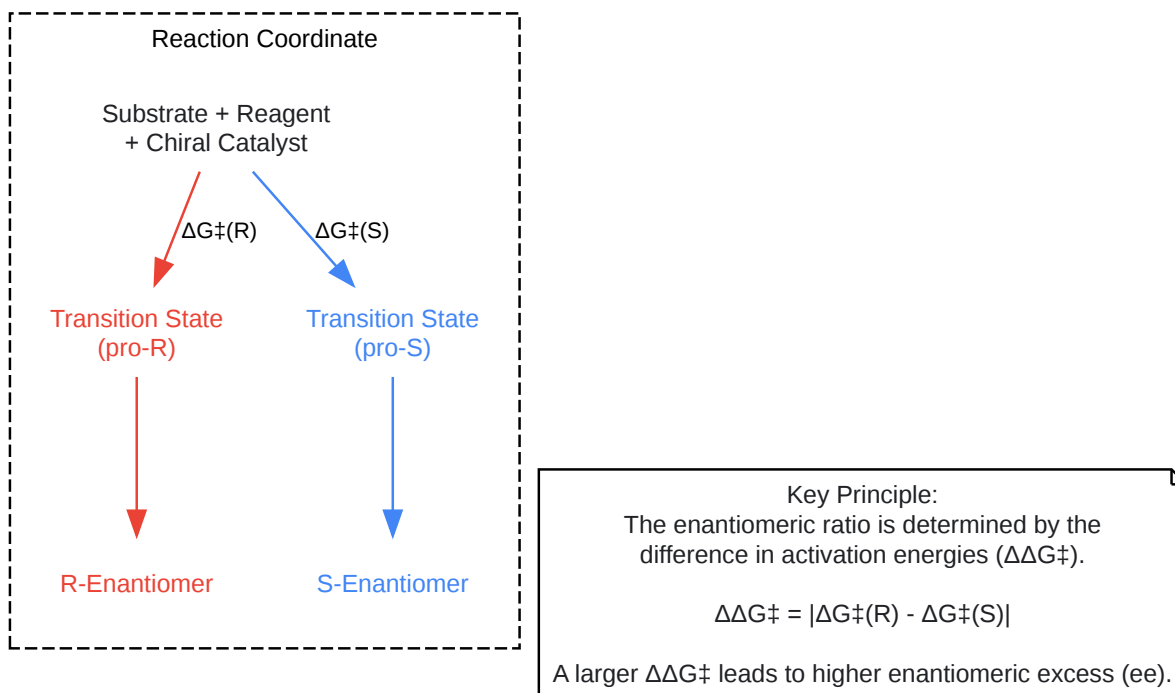 Reaction Coordinate
Substrate + Reagent
+ Chiral Catalyst
ΔG‡(R)
ΔG‡(S)
Transition State
(pro-R)
Transition State
(pro-S)
R-Enantiomer
S-Enantiomer
Key Principle:
The enantiomeric ratio is determined by the
difference in activation energies (ΔΔG‡).
ΔΔG‡ = |ΔG‡(R) - ΔG‡(S)|
A larger ΔΔG‡ leads to higher enantiomeric excess (ee).